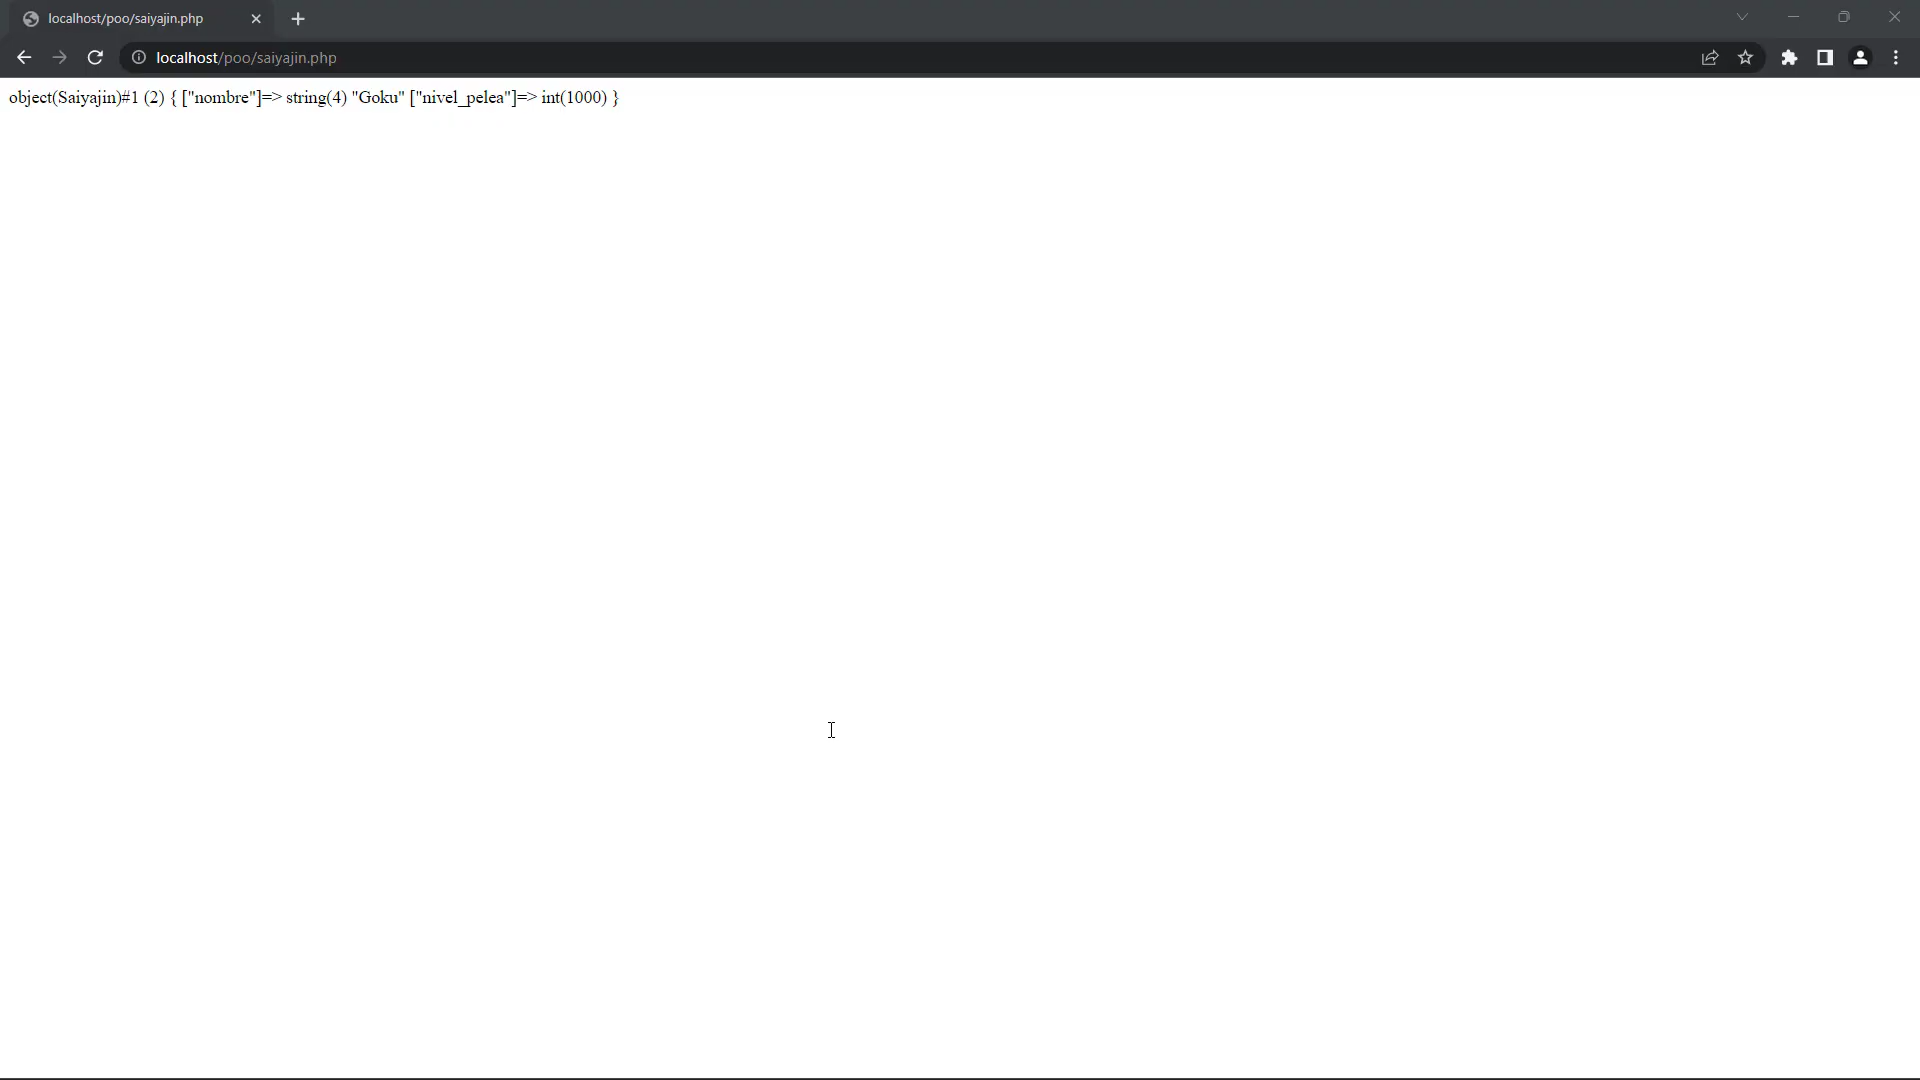 localhost/poo/saiyajin.php
localhost/poo/saiyajin.php
object(Saiyajin)#1 (2) { ["nombre"]=> string(4) "Goku" ["nivel_pelea"]=> int(1000) }